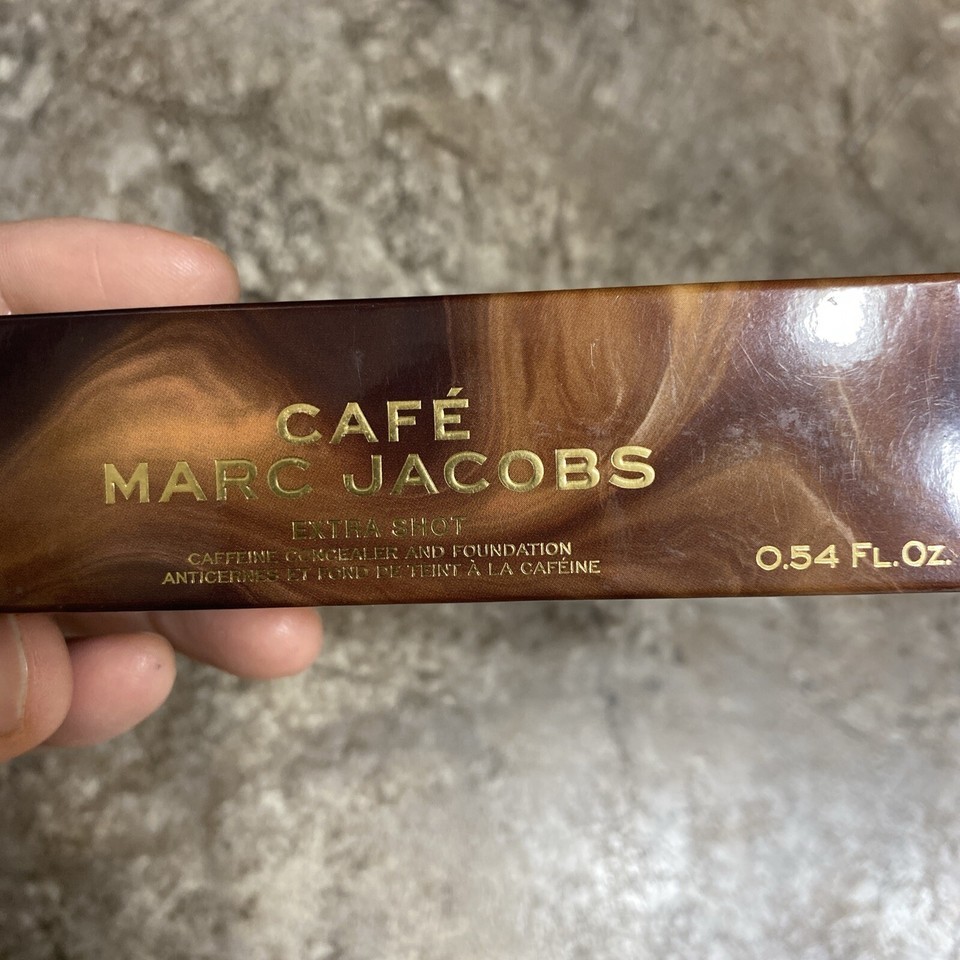 CAFÉ
MARC JACOBS
EXTRA SHOT
CAFFEINE CONCEALER AND FOUNDATION
ANTICERNES ET FOND DE TEINT À LA CAFÉINE
0.54 FL.OZ.